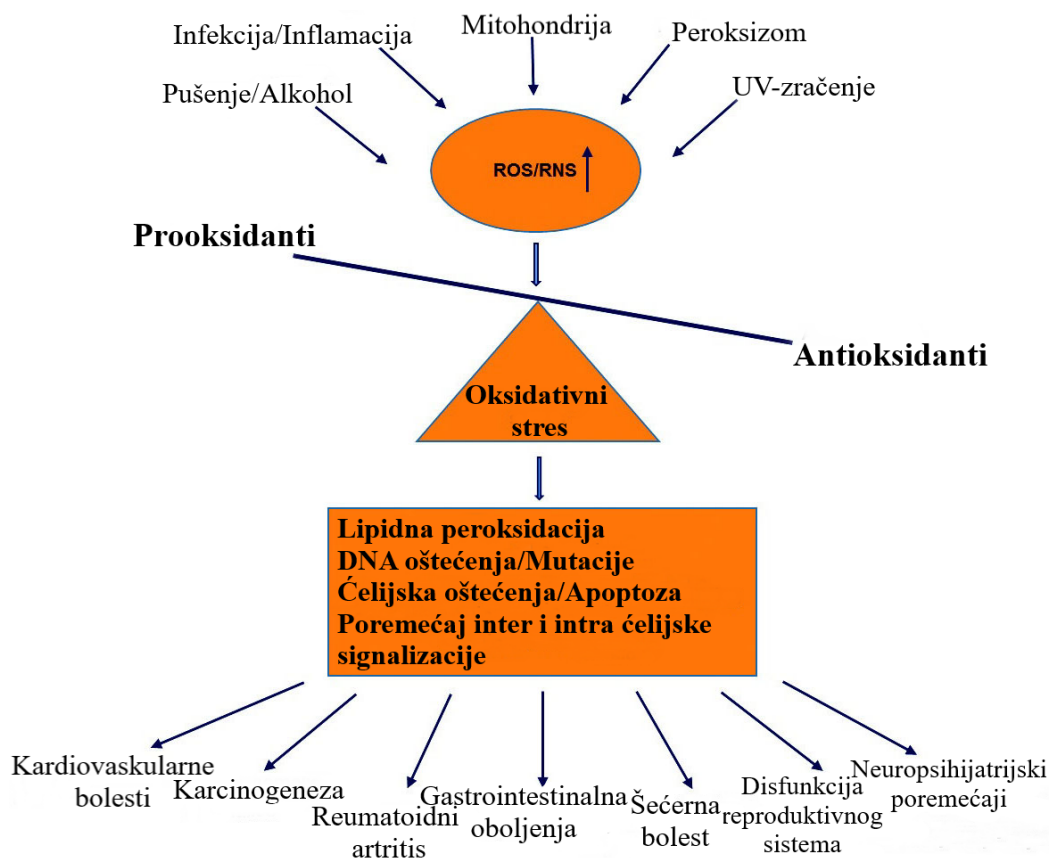 Infekcija/Inflamacija
Mitohondrija
Peroksizom
Pušenje/Alkohol
UV-zračenje
ROS/RNS
Prooksidanti
Antioksidanti
Oksidativni
stres
Lipidna peroksidacija
DNA oštećenja/Mutacije
Ćelijska oštećenja/Apoptoza
Poremećaj inter i intra ćelijske
signalizacije
Kardiovaskularne
bolesti
Karcinogeneza
Reumatoidni
artritis
Gastrointestinalna
oboljenja
Šećerna
bolest
Disfunkcija
reproduktivnog
sistema
Neuropsihijatrijski
poremećaji